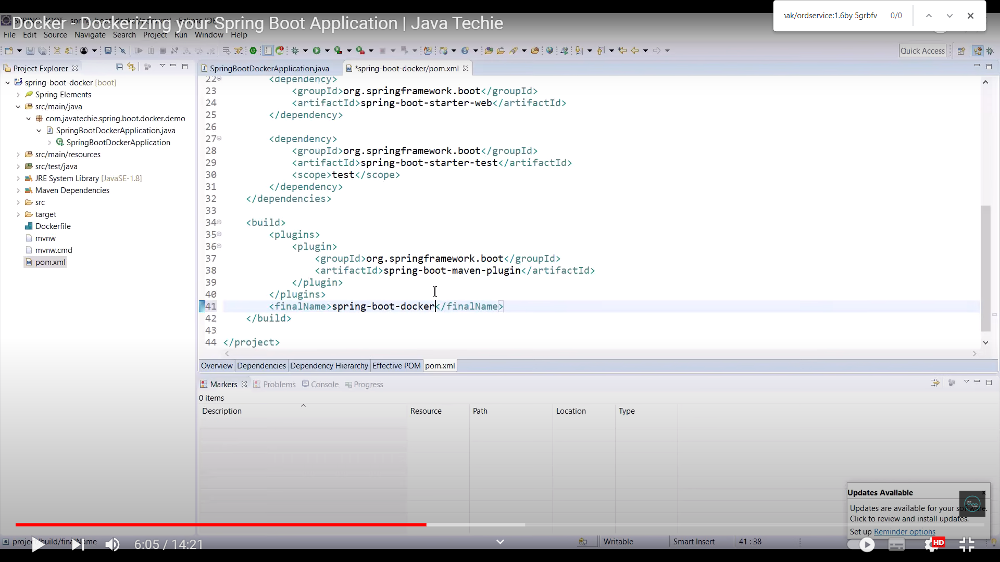 Docker - Dockerizing your Spring Boot Application | Java Techie
nak/ordservice:1.6by 5grbfv 0/0
File Edit Source Navigate Search Project Run Window Help
Quick Access
Project Explorer
SpringBootDockerApplication.java
*spring-boot-docker/pom.xml
spring-boot-docker [boot]
Spring Elements
src/main/java
com.javatechie.spring.boot.docker.demo
SpringBootDockerApplication.java
SpringBootDockerApplication
src/main/resources
src/test/java
JRE System Library [JavaSE-1.8]
Maven Dependencies
src
target
Dockerfile
mvnw
mvnw.cmd
pom.xml
22 <dependency>
23 <groupId>org.springframework.boot</groupId>
24 <artifactId>spring-boot-starter-web</artifactId>
25 </dependency>
26
27 <dependency>
28 <groupId>org.springframework.boot</groupId>
29 <artifactId>spring-boot-starter-test</artifactId>
30 <scope>test</scope>
31 </dependency>
32 </dependencies>
33
34 <build>
35 <plugins>
36 <plugin>
37 <groupId>org.springframework.boot</groupId>
38 <artifactId>spring-boot-maven-plugin</artifactId>
39 </plugin>
40 </plugins>
41 <finalName>spring-boot-docker</finalName>
42 </build>
43
44 </project>
Overview Dependencies Dependency Hierarchy Effective POM pom.xml
Markers Problems Console Progress
0 items
Description Resource Path Location Type
Updates Available
Updates are available for your software.
Click to review and install updates.
Set up Reminder options
project/build/finalName
6:05 / 14:21
Writable Smart Insert 41 : 38
HD